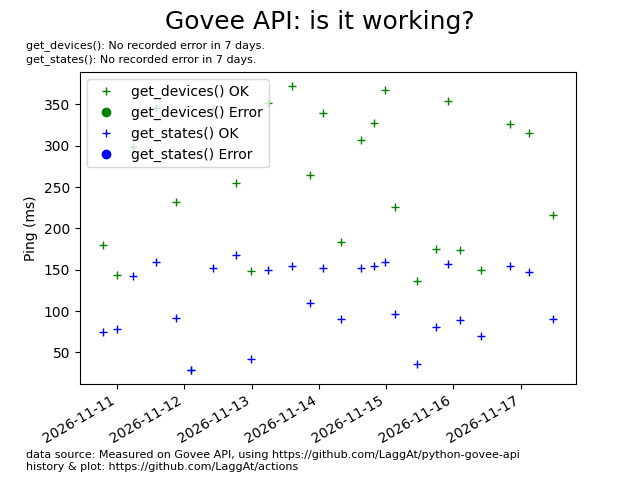 Govee API: is it working?
get_devices(): No recorded error in 7 days.
get_states(): No recorded error in 7 days.
get_devices() OK
get_devices() Error
get_states() OK
get_states() Error
Ping (ms)
350
300
250
200
150
100
50
2026-11-11
2026-11-12
2026-11-13
2026-11-14
2026-11-15
2026-11-16
2026-11-17
data source: Measured on Govee API, using https://github.com/LaggAt/python-govee-api
history & plot: https://github.com/LaggAt/actions